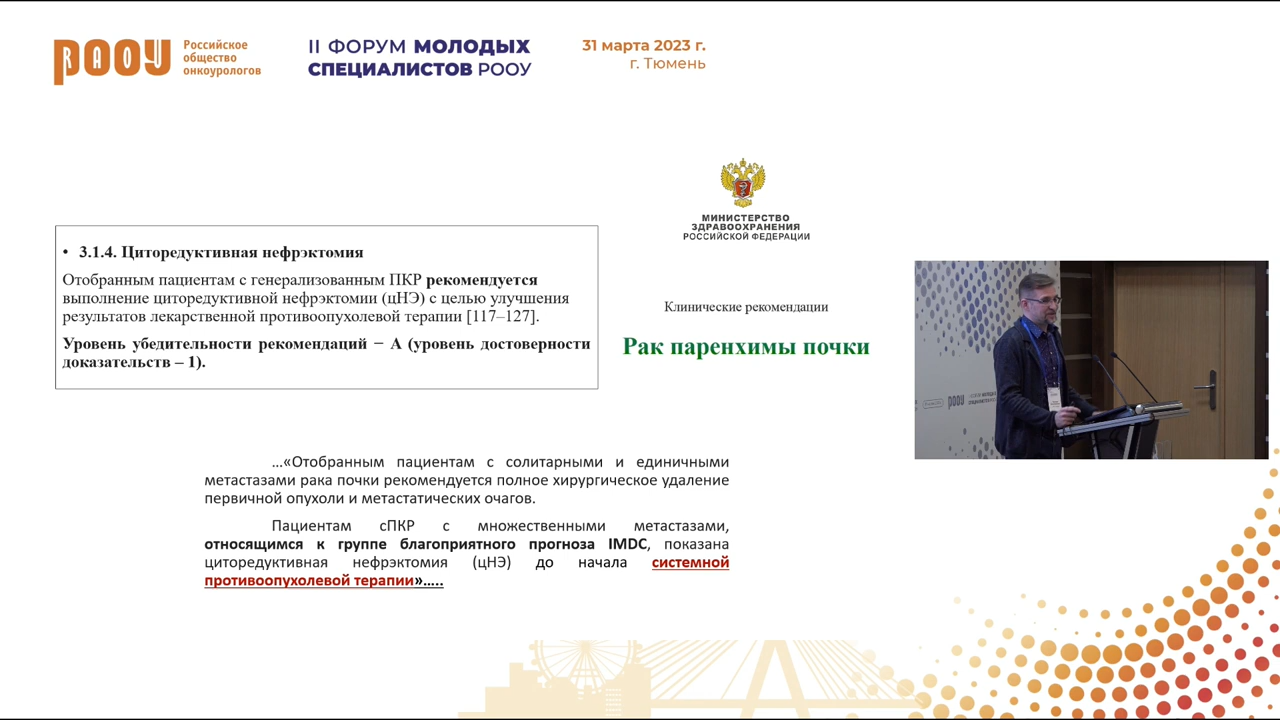 РООУ
RAOU
Российское
общество
онкоурологов
II ФОРУМ МОЛОДЫХ
СПЕЦИАЛИСТОВ РООУ
31 марта 2023 г.
г. Тюмень
МИНИСТЕРСТВО
ЗДРАВООХРАНЕНИЯ
РОССИЙСКОЙ ФЕДЕРАЦИИ
• 3.1.4. Циторедуктивная нефрэктомия
Отобранным пациентам с генерализованным ПКР рекомендуется
выполнение циторедуктивной нефрэктомии (цНЭ) с целью улучшения
результатов лекарственной противоопухолевой терапии [117–127].
Уровень убедительности рекомендаций – А (уровень достоверности
доказательств – 1).
Клинические рекомендации
Рак паренхимы почки
...«Отобранным пациентам с солитарными и единичными
метастазами рака почки рекомендуется полное хирургическое удаление
первичной опухоли и метастатических очагов.
Пациентам сПКР с множественными метастазами,
относящимся к группе благоприятного прогноза IMDC, показана
циторедуктивная нефрэктомия (цНЭ) до начала системной
противоопухолевой терапии»…..
РООУ